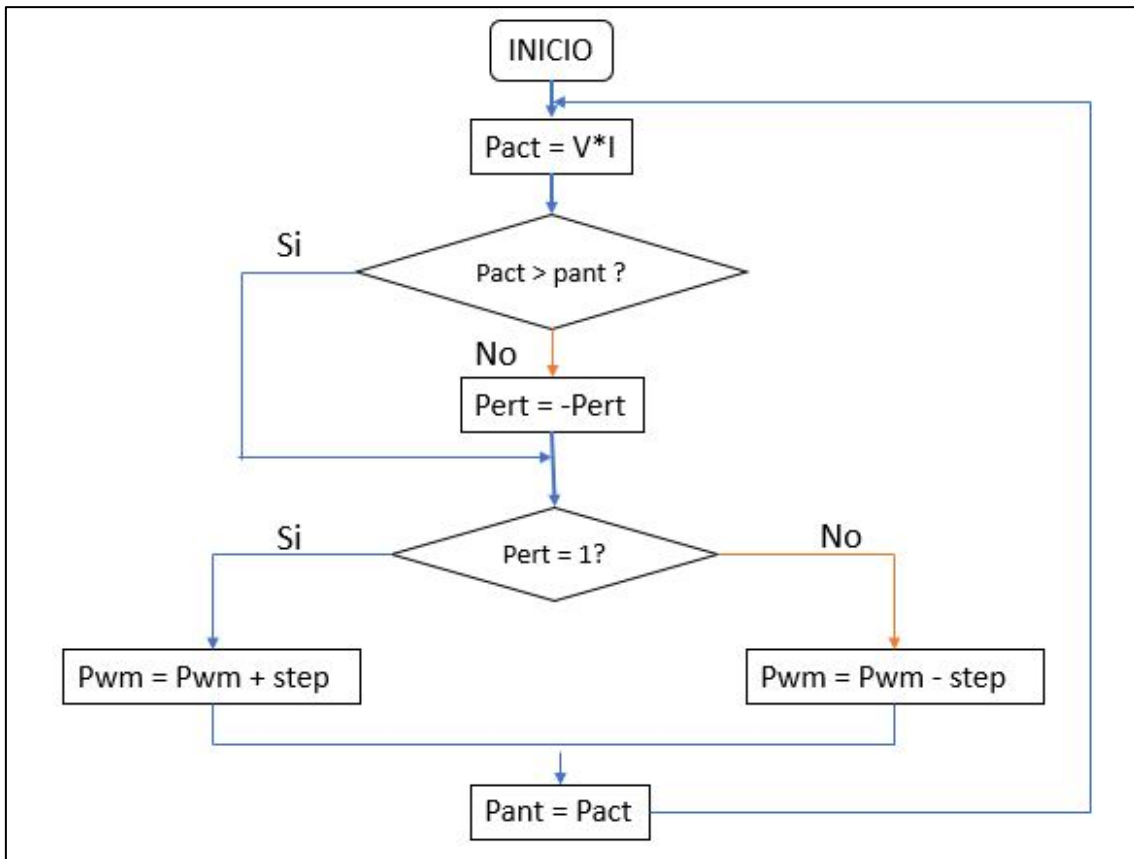 INICIO
Pact = V*I
Si
Pact > pant ?
No
Pert = -Pert
Si
Pert = 1?
No
Pwm = Pwm + step
Pwm = Pwm - step
Pant = Pact